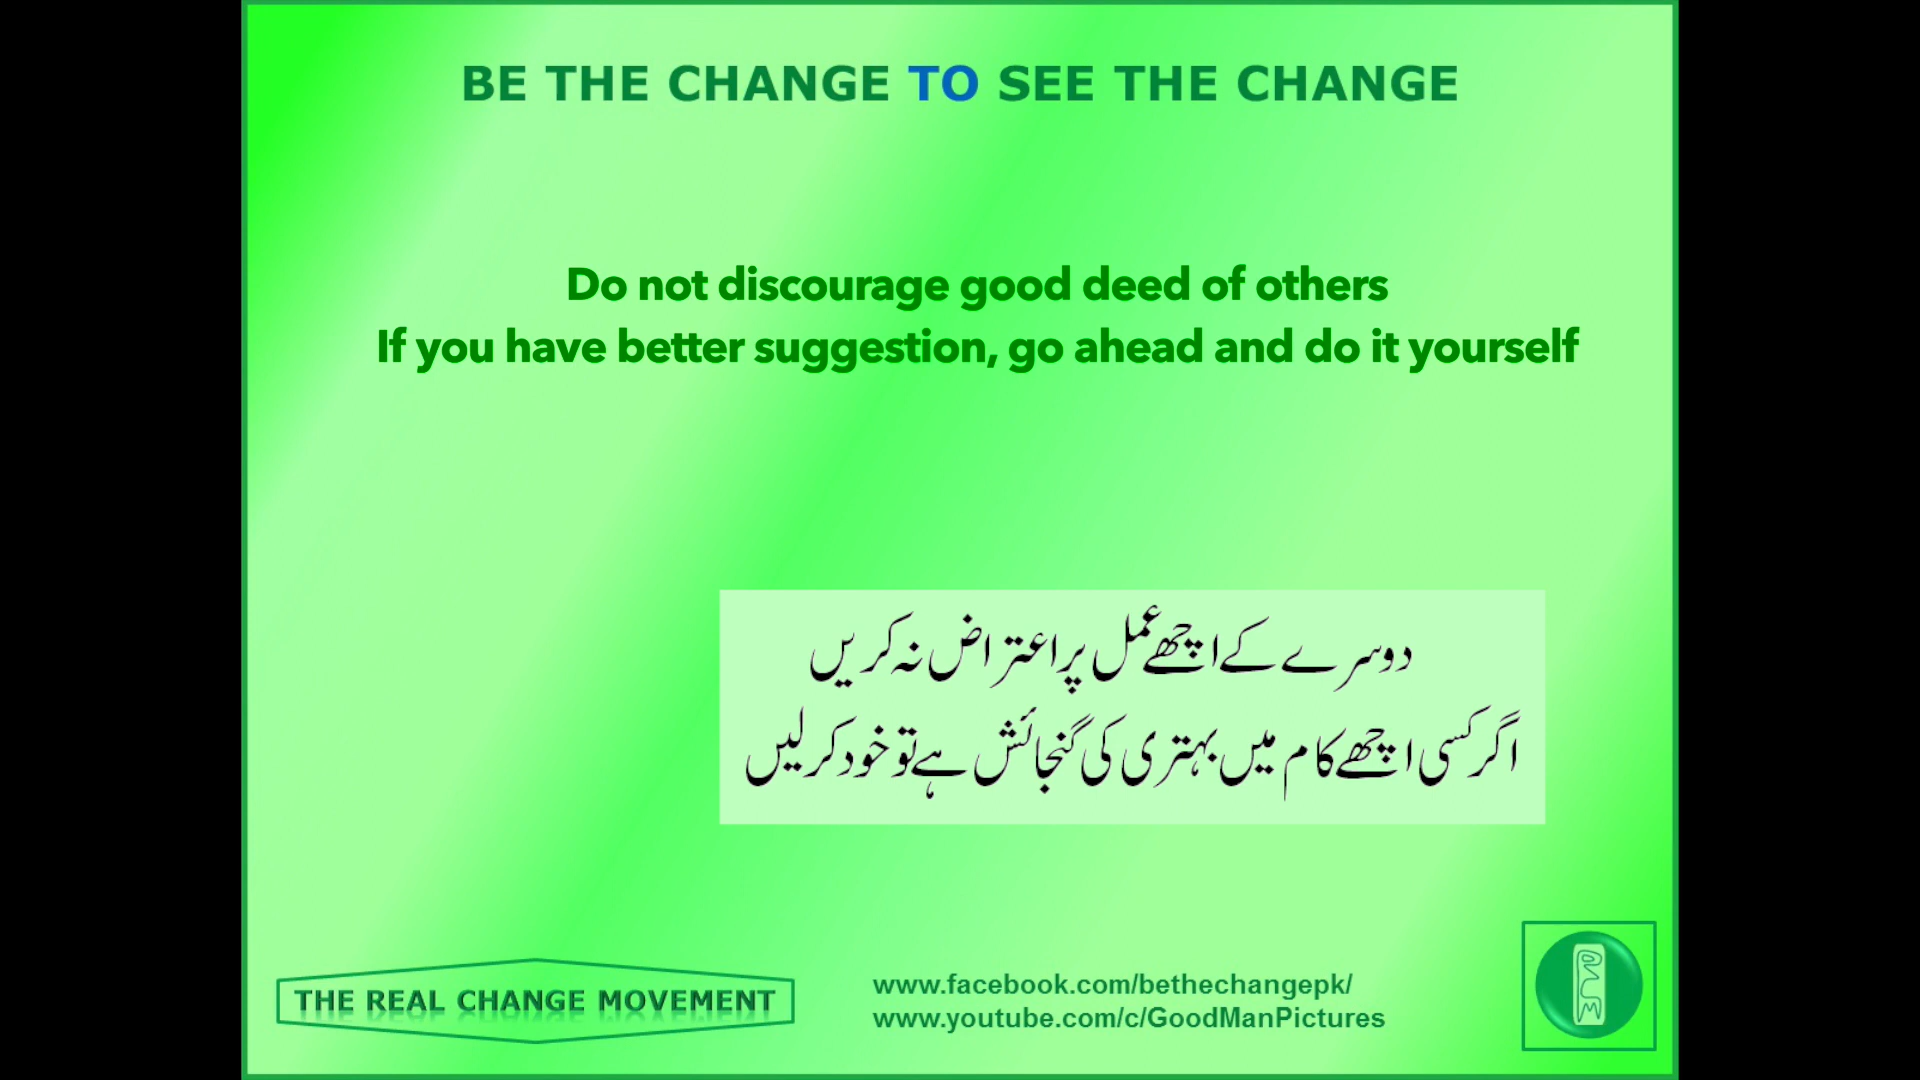 BE THE CHANGE TO SEE THE CHANGE
Do not discourage good deed of others
If you have better suggestion, go ahead and do it yourself
دوسرے کے اچھے عمل پر اعتراض نہ کریں
اگر کسی اچھے کام میں بہتری کی گنجائش ہے تو خود کر لیں
THE REAL CHANGE MOVEMENT
www.facebook.com/bethechangepk/
www.youtube.com/c/GoodManPictures